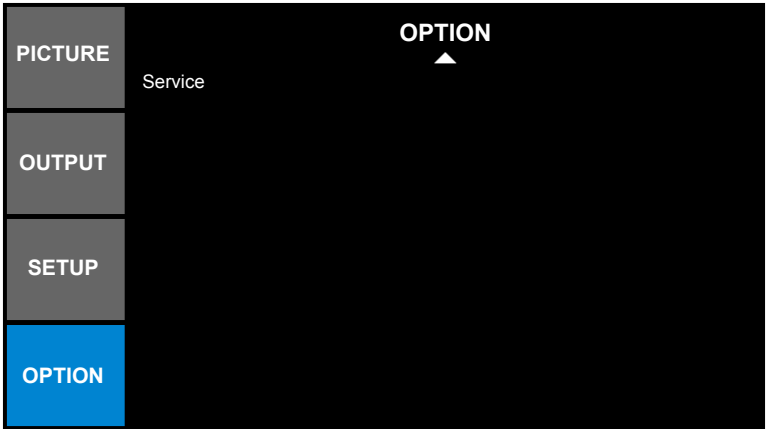 PICTURE
OUTPUT
SETUP
OPTION
OPTION
Service